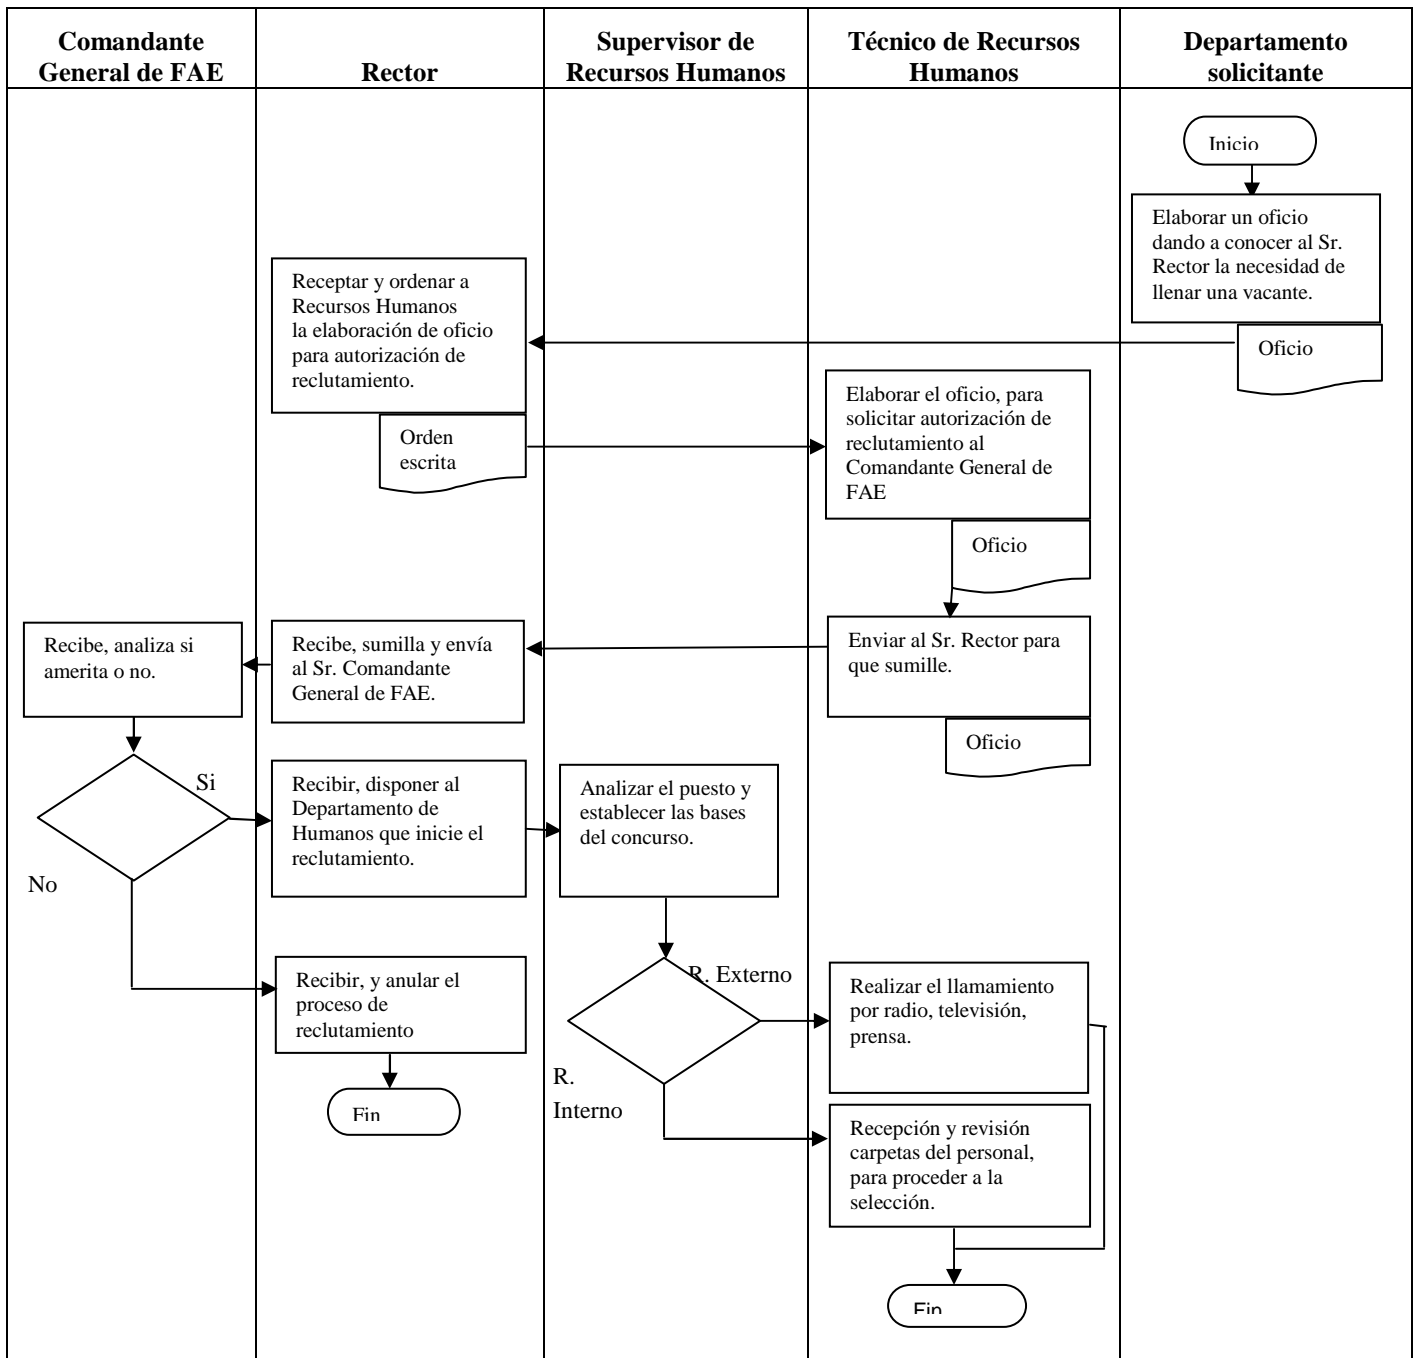 Comandante
General de FAE
Rector
Supervisor de
Recursos Humanos
Técnico de Recursos
Humanos
Departamento
solicitante
Inicio
Elaborar un oficio
dando a conocer al Sr.
Rector la necesidad de
llenar una vacante.
Oficio
Receptar y ordenar a
Recursos Humanos
la elaboración de oficio
para autorización de
reclutamiento.
Orden
escrita
Elaborar el oficio, para
solicitar autorización de
reclutamiento al
Comandante General de
FAE
Oficio
Enviar al Sr. Rector para
que sumille.
Oficio
Recibe, sumilla y envía
al Sr. Comandante
General de FAE.
Recibe, analiza si
amerita o no.
Si
No
Recibir, disponer al
Departamento de
Humanos que inicie el
reclutamiento.
Analizar el puesto y
establecer las bases
del concurso.
Recibir, y anular el
proceso de
reclutamiento
Fin
R. Externo
R.
Interno
Realizar el llamamiento
por radio, televisión,
prensa.
Recepción y revisión
carpetas del personal,
para proceder a la
selección.
Fin